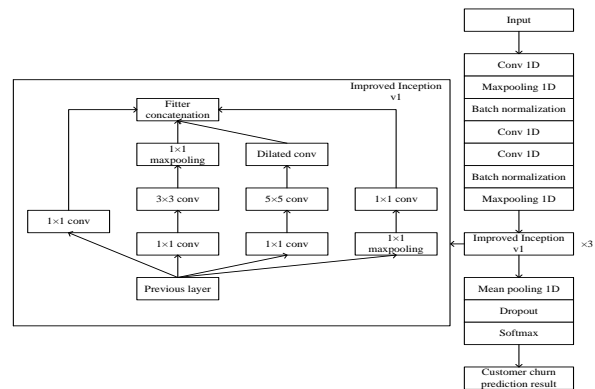 Input
Conv 1D
Maxpooling 1D
Batch normalization
Conv 1D
Conv 1D
Batch normalization
Maxpooling 1D
Improved Inception
v1
×3
Mean pooling 1D
Dropout
Softmax
Customer churn
prediction result
Improved Inception
v1
Fitter
concatenation
1×1
maxpooling
Dilated conv
3×3 conv
5×5 conv
1×1 conv
1×1 conv
1×1 conv
1×1 conv
1×1
maxpooling
Previous layer